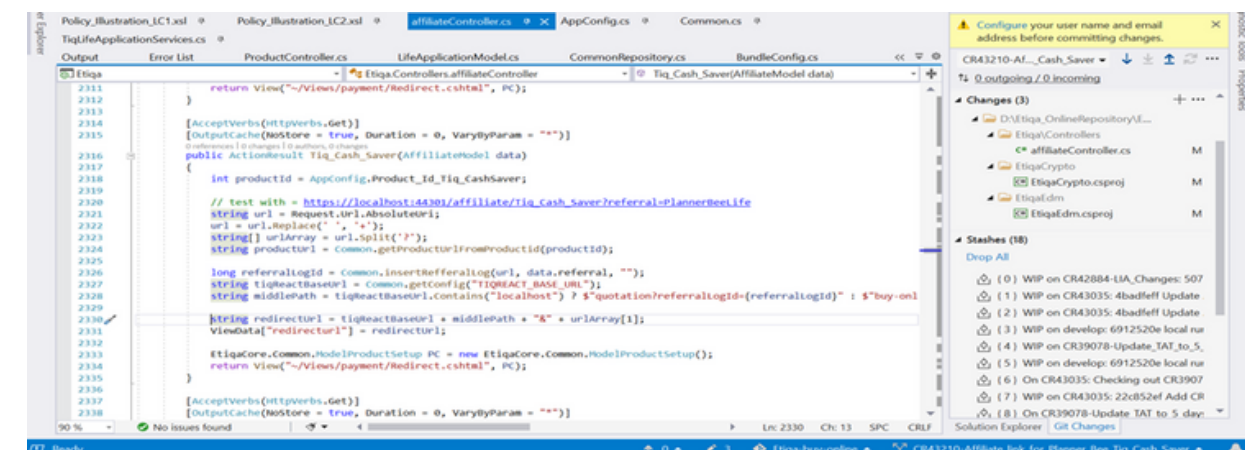 Policy_Illustration_LC1.xsl
Policy_Illustration_LC2.xsl
affiliateController.cs
AppConfig.cs
Common.cs
TiqLifeApplicationServices.cs
Output
Error List
ProductController.cs
LifeApplicationModel.cs
CommonRepository.cs
BundleConfig.cs
Etiqa
Etiqa.Controllers.affiliateController
Tiq_Cash_Saver(AffiliateModel data)
2311 return View("~/Views/payment/Redirect.cshtml", PC);
2312 }
2313
2314 [AcceptVerbs(HttpVerbs.Get)]
2315 [OutputCache(NoStore = true, Duration = 0, VaryByParam = "*")]
0 references | 0 changes | 0 authors, 0 changes
2316 public ActionResult Tiq_Cash_Saver(AffiliateModel data)
2317 {
2318 int productId = AppConfig.Product_Id_Tiq_CashSaver;
2319
2320 // test with = https://localhost:44301/affiliate/Tiq_Cash_Saver?referral=PlannerBeeLife
2321 string url = Request.Url.AbsoluteUri;
2322 url = url.Replace(' ', '+');
2323 string[] urlArray = url.Split('?');
2324 string productUrl = Common.getProductUrlFromProductid(productId);
2325
2326 long referralLogId = Common.insertRefferalLog(url, data.referral, "");
2327 string tiqReactBaseUrl = Common.getConfig("TIQREACT_BASE_URL");
2328 string middlePath = tiqReactBaseUrl.Contains("localhost") ? $"quotation?referralLogId={referralLogId}" : $"buy-onl
2329
2330 string redirectUrl = tiqReactBaseUrl + middlePath + "&" + urlArray[1];
2331 ViewData["redirecturl"] = redirectUrl;
2332
2333 EtiqaCore.Common.ModelProductSetup PC = new EtiqaCore.Common.ModelProductSetup();
2334 return View("~/Views/payment/Redirect.cshtml", PC);
2335 }
2336
2337 [AcceptVerbs(HttpVerbs.Get)]
2338 [OutputCache(NoStore = true, Duration = 0, VaryByParam = "*")]
90 %
No issues found
Ln: 2330 Ch: 13 SPC CRLF
Ready
Etiqa-buy-online
CR43210-Affiliate link for Planner Bee Tiq Cash Saver
Configure your user name and email
address before committing changes.
CR43210-Af..._Cash_Saver
0 outgoing / 0 incoming
Changes (3)
D:\Etiqa_OnlineRepository\E...
Etiqa\Controllers
affiliateController.cs M
EtiqaCrypto
EtiqaCrypto.csproj M
EtiqaEdm
EtiqaEdm.csproj M
Stashes (18)
Drop All
( 0 ) WIP on CR42884-LIA_Changes: 507
( 1 ) WIP on CR43035: 4badfeff Update
( 2 ) WIP on CR43035: 4badfeff Update
( 3 ) WIP on develop: 6912520e local rur
( 4 ) WIP on CR39078-Update_TAT_to_5_
( 5 ) WIP on develop: 6912520e local rur
( 6 ) On CR43035: Checking out CR3907
( 7 ) WIP on CR43035: 22c852ef Add CR
( 8 ) On CR39078-Update TAT to 5 days
Solution Explorer
Git Changes
Properties